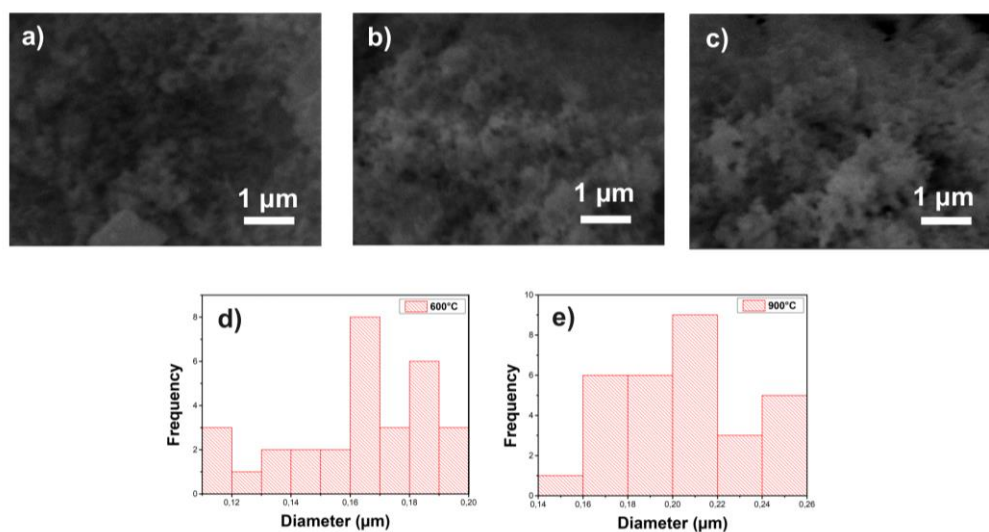 a)
1 µm
b)
1 µm
c)
1 µm
d)
600°C
Frequency
8
6
4
2
0
0,12
0,14
0,16
0,18
0,20
Diameter (µm)
e)
900°C
Frequency
10
8
6
4
2
0
0,14
0,16
0,18
0,20
0,22
0,24
0,26
Diameter (µm)